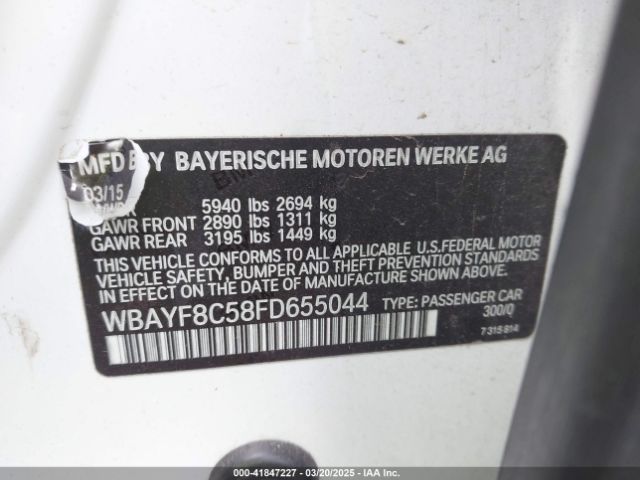 MFD BY BAYERISCHE MOTOREN WERKE AG
03/15
5940 lbs 2694 kg
GAWR FRONT 2890 lbs 1311 kg
GAWR REAR 3195 lbs 1449 kg
THIS VEHICLE CONFORMS TO ALL APPLICABLE U.S.FEDERAL MOTOR
VEHICLE SAFETY, BUMPER AND THEFT PREVENTION STANDARDS
IN EFFECT ON THE DATE OF MANUFACTURE SHOWN ABOVE.
WBAYF8C58FD655044 TYPE: PASSENGER CAR
300/0
7 315 814
000-41847227 - 03/20/2025 - IAA Inc.